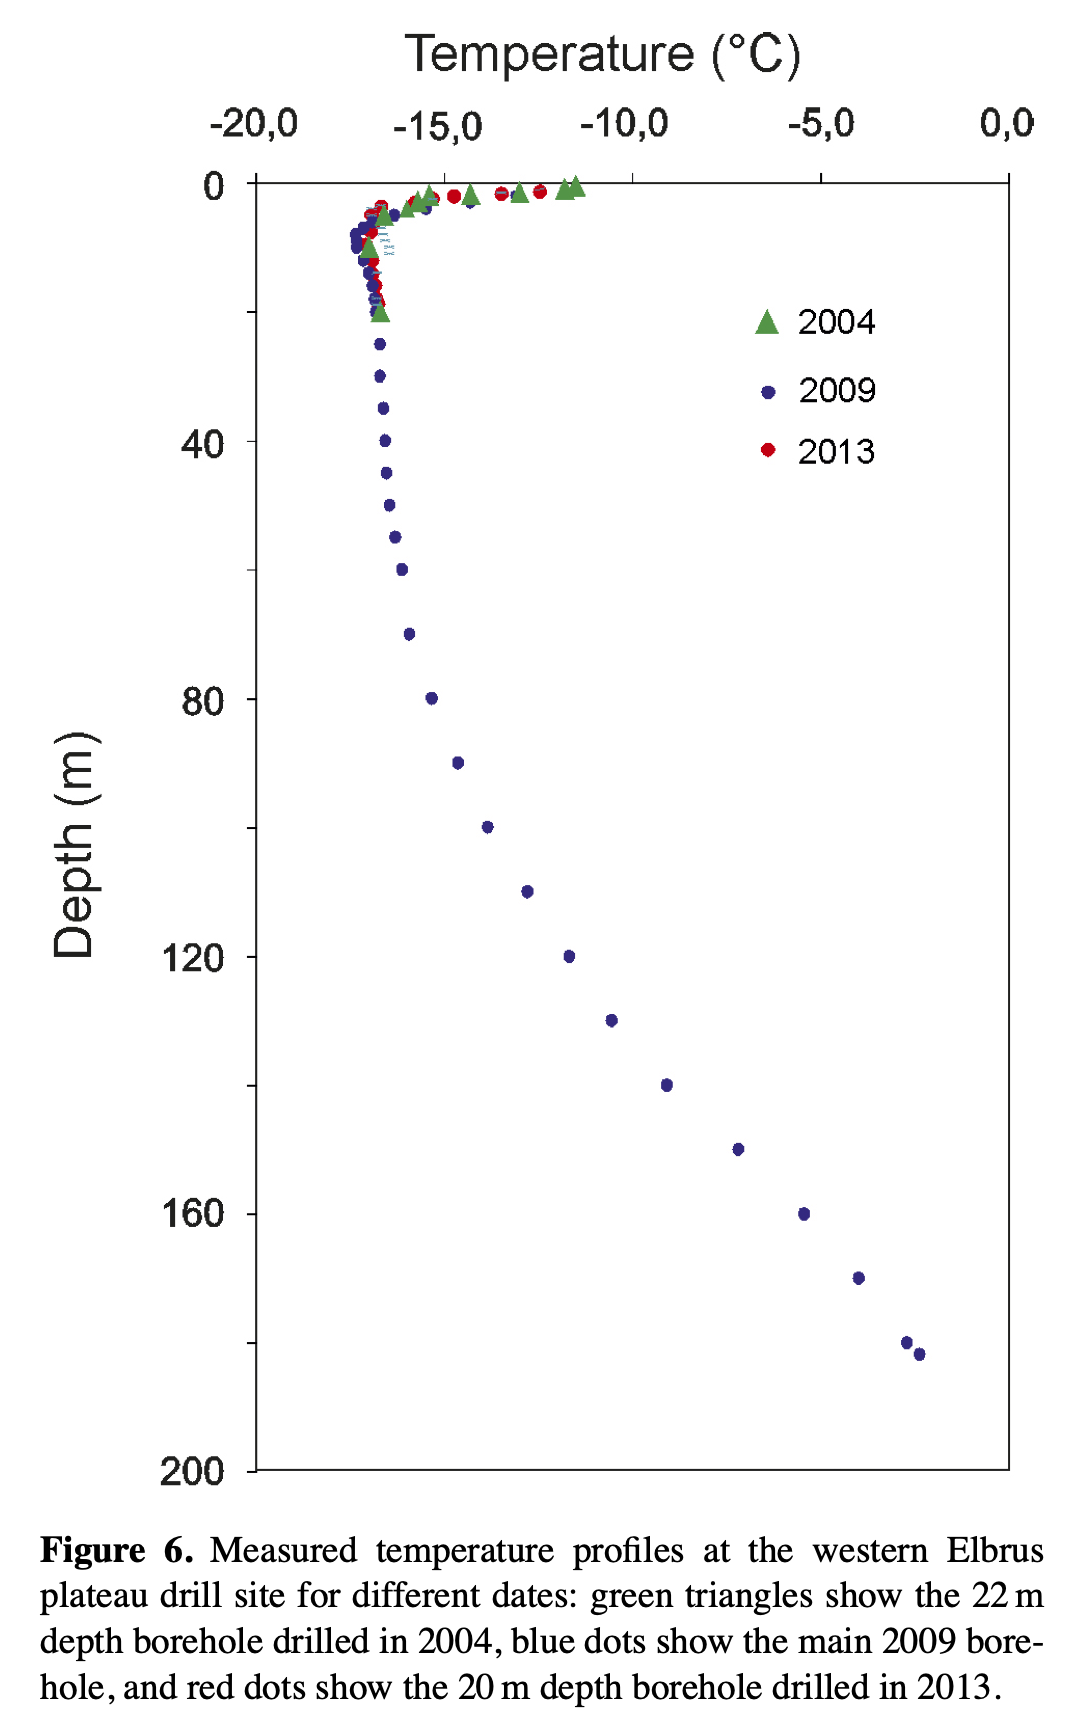 Temperature (°C)
-20,0 -15,0 -10,0 -5,0 0,0
0
2004
2009
40
2013
80
Depth (m)
120
160
200
Figure 6. Measured temperature profiles at the western Elbrus
plateau drill site for different dates: green triangles show the 22 m
depth borehole drilled in 2004, blue dots show the main 2009 bore-
hole, and red dots show the 20 m depth borehole drilled in 2013.